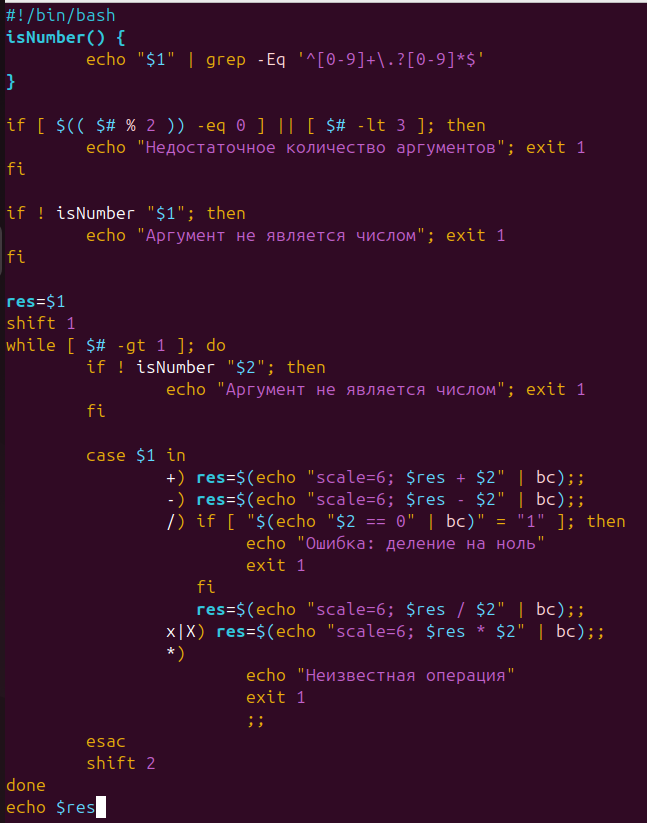 #!/bin/bash
isNumber() {
        echo "$1" | grep -Eq '^[0-9]+\.?[0-9]*$'
}

if [ $(( $# % 2 )) -eq 0 ] || [ $# -lt 3 ]; then
        echo "Недостаточное количество аргументов"; exit 1
fi

if ! isNumber "$1"; then
        echo "Аргумент не является числом"; exit 1
fi

res=$1
shift 1
while [ $# -gt 1 ]; do
        if ! isNumber "$2"; then
                echo "Аргумент не является числом"; exit 1
        fi

        case $1 in
                +) res=$(echo "scale=6; $res + $2" | bc);;
                -) res=$(echo "scale=6; $res - $2" | bc);;
                /) if [ "$(echo "$2 == 0" | bc)" = "1" ]; then
                        echo "Ошибка: деление на ноль"
                        exit 1
                   fi
                   res=$(echo "scale=6; $res / $2" | bc);;
                x|X) res=$(echo "scale=6; $res * $2" | bc);;
                *)
                        echo "Неизвестная операция"
                        exit 1
                        ;;
        esac
        shift 2
done
echo $res